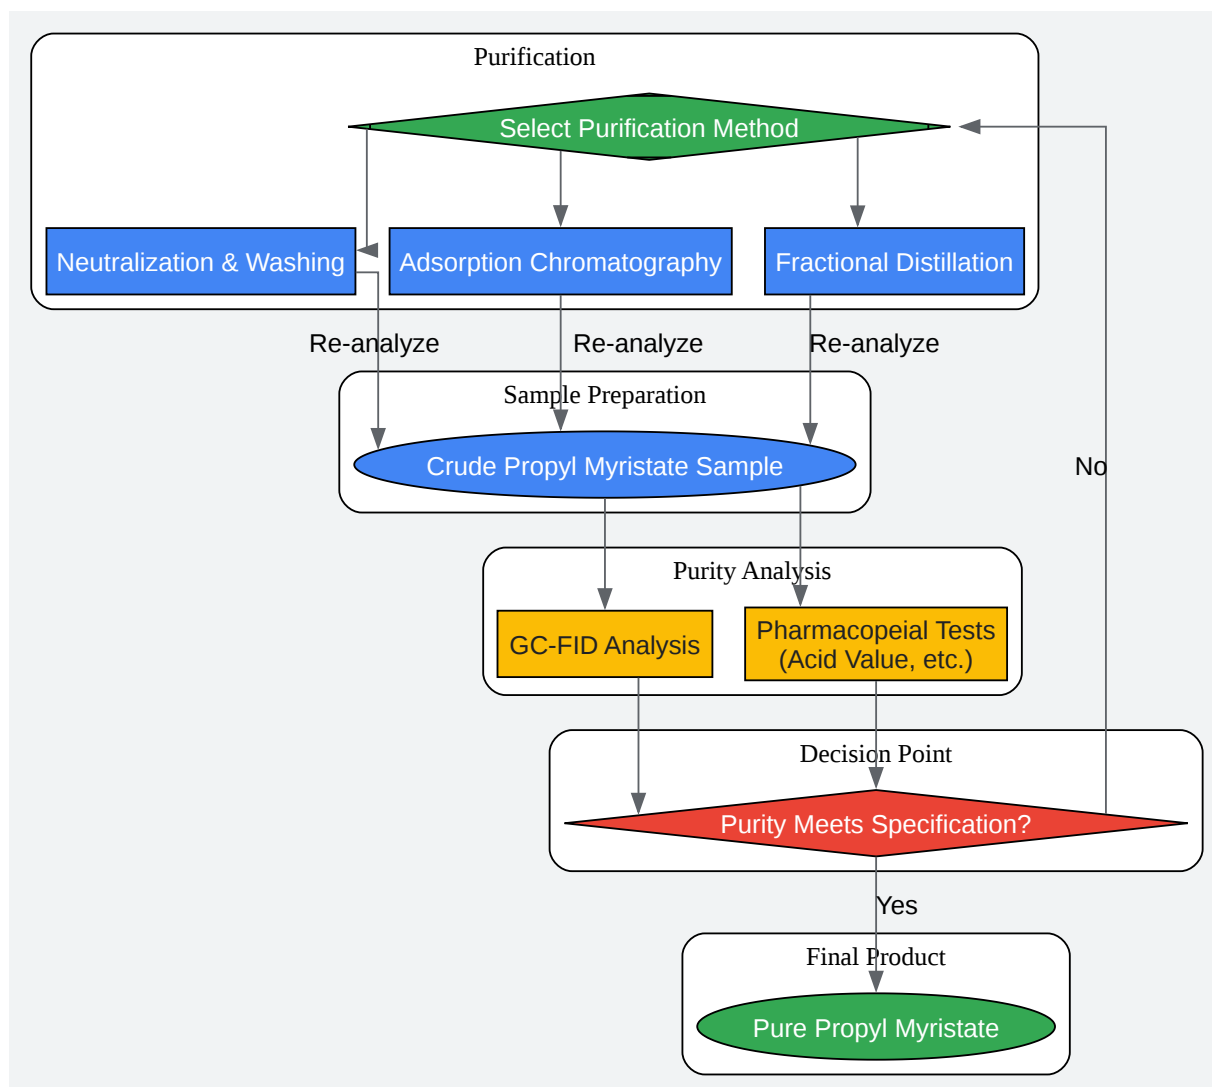 Purification
Select Purification Method
Neutralization & Washing
Adsorption Chromatography
Fractional Distillation
Re-analyze
Re-analyze
Re-analyze
Sample Preparation
Crude Propyl Myristate Sample
No
Purity Analysis
GC-FID Analysis
Pharmacopeial Tests
(Acid Value, etc.)
Decision Point
Purity Meets Specification?
Yes
Final Product
Pure Propyl Myristate